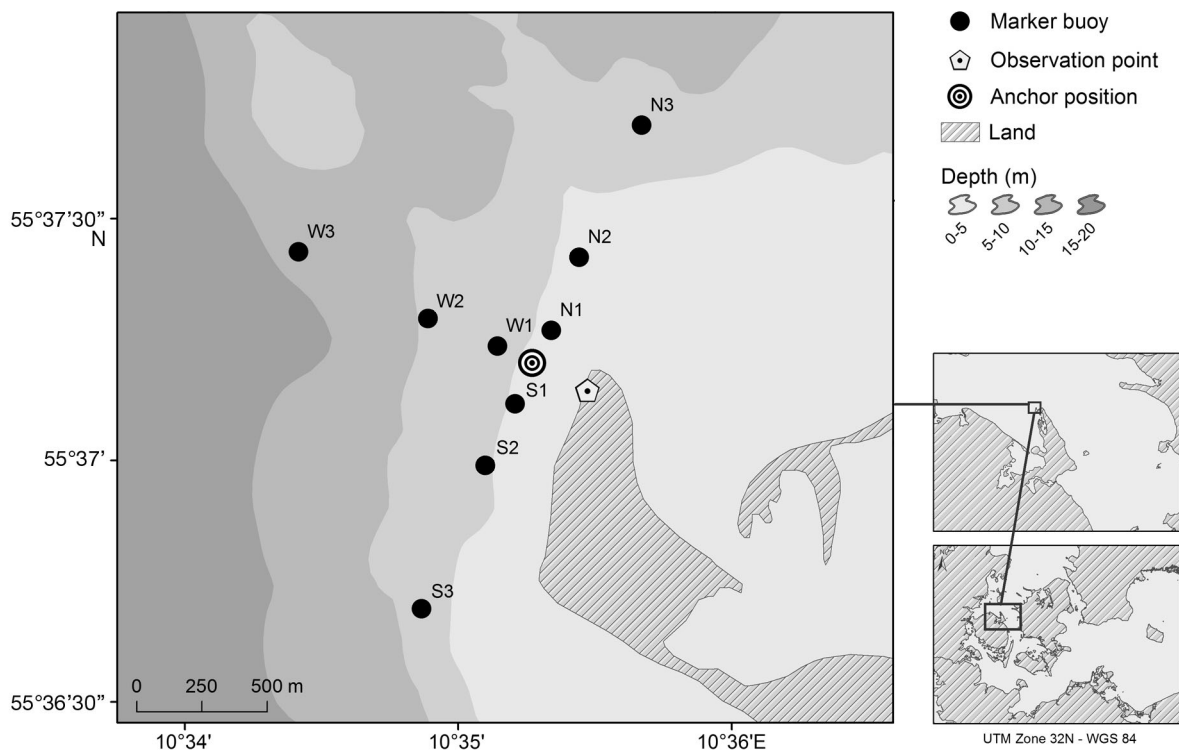 Marker buoy
Observation point
Anchor position
Land
Depth (m)
0-5
5-10
10-15
15-20
N3
55°37'30”
N
W3
N2
W2
N1
W1
S1
55°37'
S2
S3
0 250 500 m
55°36'30”
10°34'
10°35'
10°36'E
N
UTM Zone 32N - WGS 84